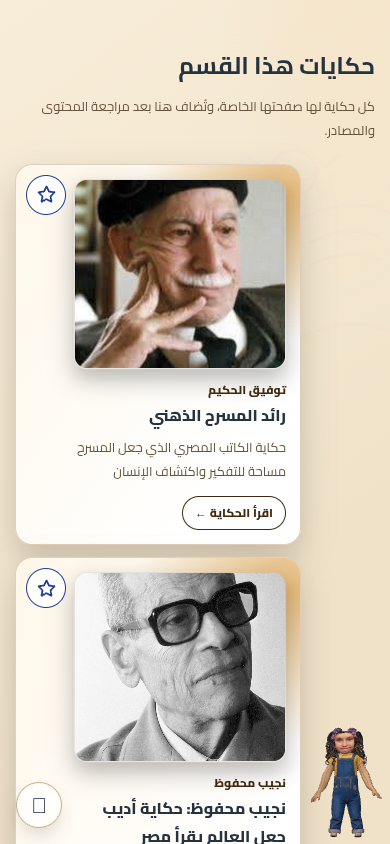 حكايات هذا القسم
كل حكاية لها صفحتها الخاصة، وتُضاف هنا بعد مراجعة المحتوى
والمصادر.
توفيق الحكيم
رائد المسرح الذهني
حكاية الكاتب المصري الذي جعل المسرح
مساحة للتفكير واكتشاف الإنسان
اقرأ الحكاية ←
نجيب محفوظ
نجيب محفوظ: حكاية أديب
جعل العالم يقرأ مصر